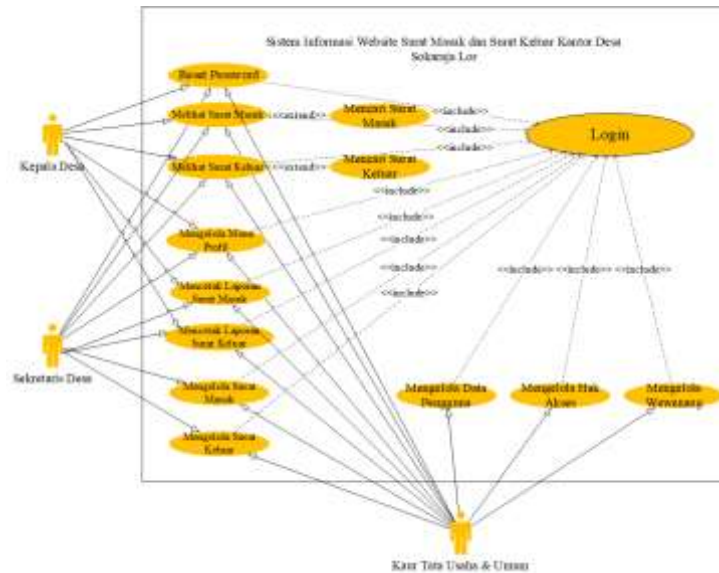 Sistem Informasi Website Surat Masuk dan Surat Keluar Kantor Desa
Sokaraja Lor
Reset Password
Melihat Surat Masuk
<<extend>>
Mencari Surat
Masuk
<<include>>
<<include>>
<<include>>
Login
Kepala Desa
Melihat Surat Keluar
<<extend>>
Mencari Surat
Keluar
<<include>>
<<include>>
<<include>>
<<include>>
<<include>>
Mengelola Menu
Profil
Mencetak Laporan
Surat Masuk
Mencetak Laporan
Surat Keluar
<<include>> <<include>> <<include>>
Sekretaris Desa
Mengelola Surat
Masuk
Mengelola Surat
Keluar
Mengelola Data
Pengguna
Mengelola Hak
Akses
Mengelola
Wewenang
Kaur Tata Usaha & Umum